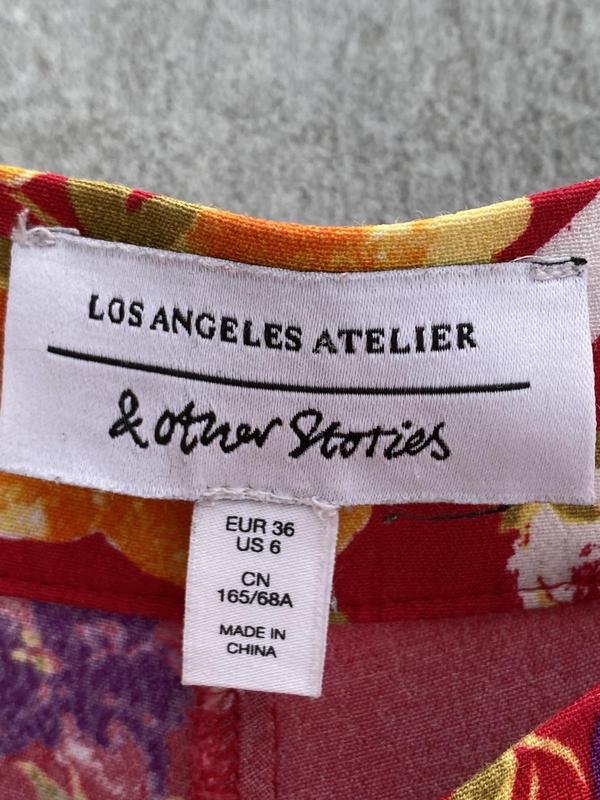 LOS ANGELES ATELIER
& other Stories
EUR 36
US 6
CN
165/68A
MADE IN
CHINA